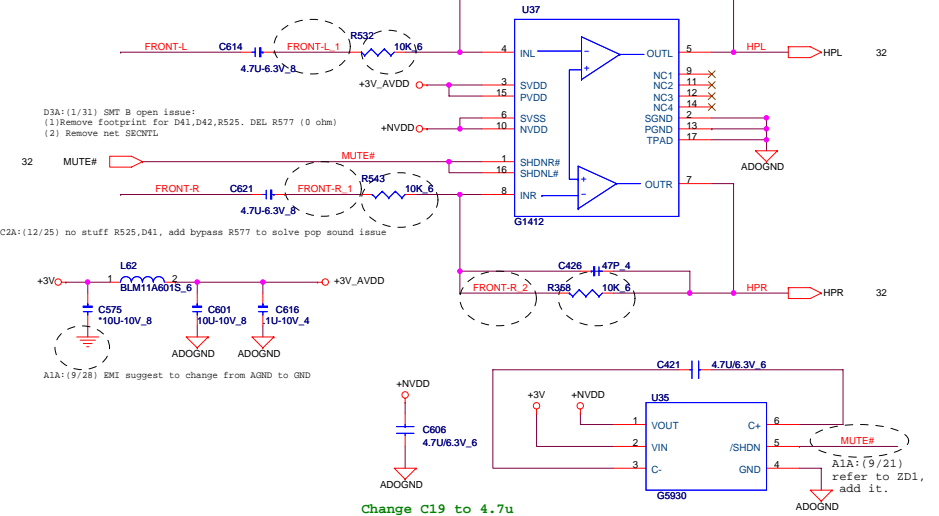 U37
R532
FRONT-L C614 FRONT-L_1 10K_6 4 INL OUTL 5 HPL HPL 32
4.7U-6.3V_8
+3V_AVDD 3 SVDD NC1 9
15 PVDD NC2 11
NC3 12
NC4 14
D3A:(1/31) SMT B open issue:
(1)Remove footprint for D41,D42,R525. DEL R577 (0 ohm)
(2) Remove net SECNTL
6 SVSS SGND 2
+NVDD 10 NVDD PGND 13
TPAD 17
ADOGND
32 MUTE# MUTE# 1 SHDNR#
16 SHDNL#
R543
FRONT-R C621 FRONT-R_1 10K_6 8 INR OUTR 7
4.7U-6.3V_8
G1412
C2A:(12/25) no stuff R525,D41, add bypass R577 to solve pop sound issue
C426 47P_4
L62
+3V 1 2 +3V_AVDD
BLM11A601S_6
FRONT-R_2 R358 10K_6 HPR HPR 32
C575 C601 C616
*10U-10V_8 10U-10V_8 .1U-10V_4
ADOGND ADOGND
A1A:(9/28) EMI suggest to change from AGND to GND
C421 4.7U/6.3V_6
+NVDD
+3V +NVDD
U35
C606
4.7U/6.3V_6
1 VOUT C+ 6
2 VIN /SHDN 5 MUTE#
3 C- GND 4
G5930
A1A:(9/21)
refer to ZD1,
add it.
ADOGND
ADOGND
Change C19 to 4.7u